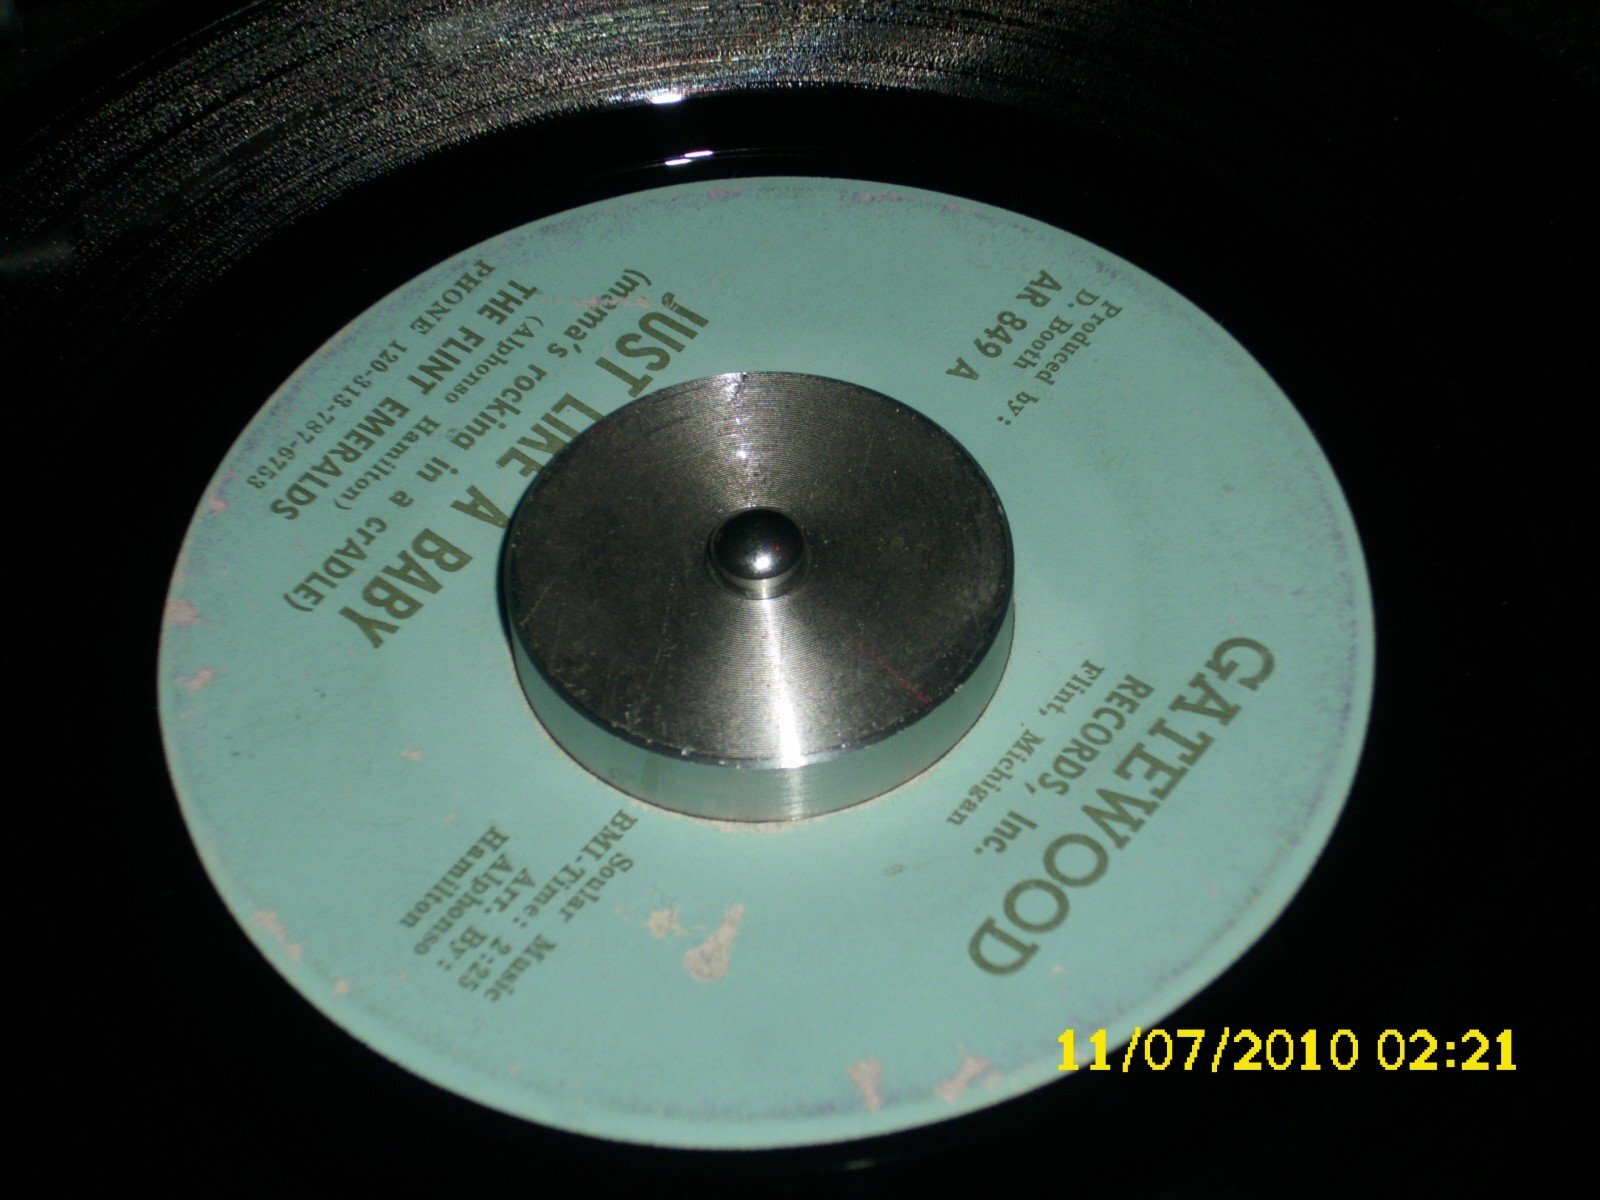 GATEWOOD
RECORDS, Inc.
Flint, Michigan
Produced by:
D. Booth
AR 849 A
Soular Music
BMI-Time: 2:25
Arr. By:
Alphonso
Hamilton
JUST LIKE A BABY
(mama's rocking in a crADLE)
(Alphonso Hamilton)
THE FLINT EMERALDS
PHONE 120-313-787-6753
11/07/2010 02:21